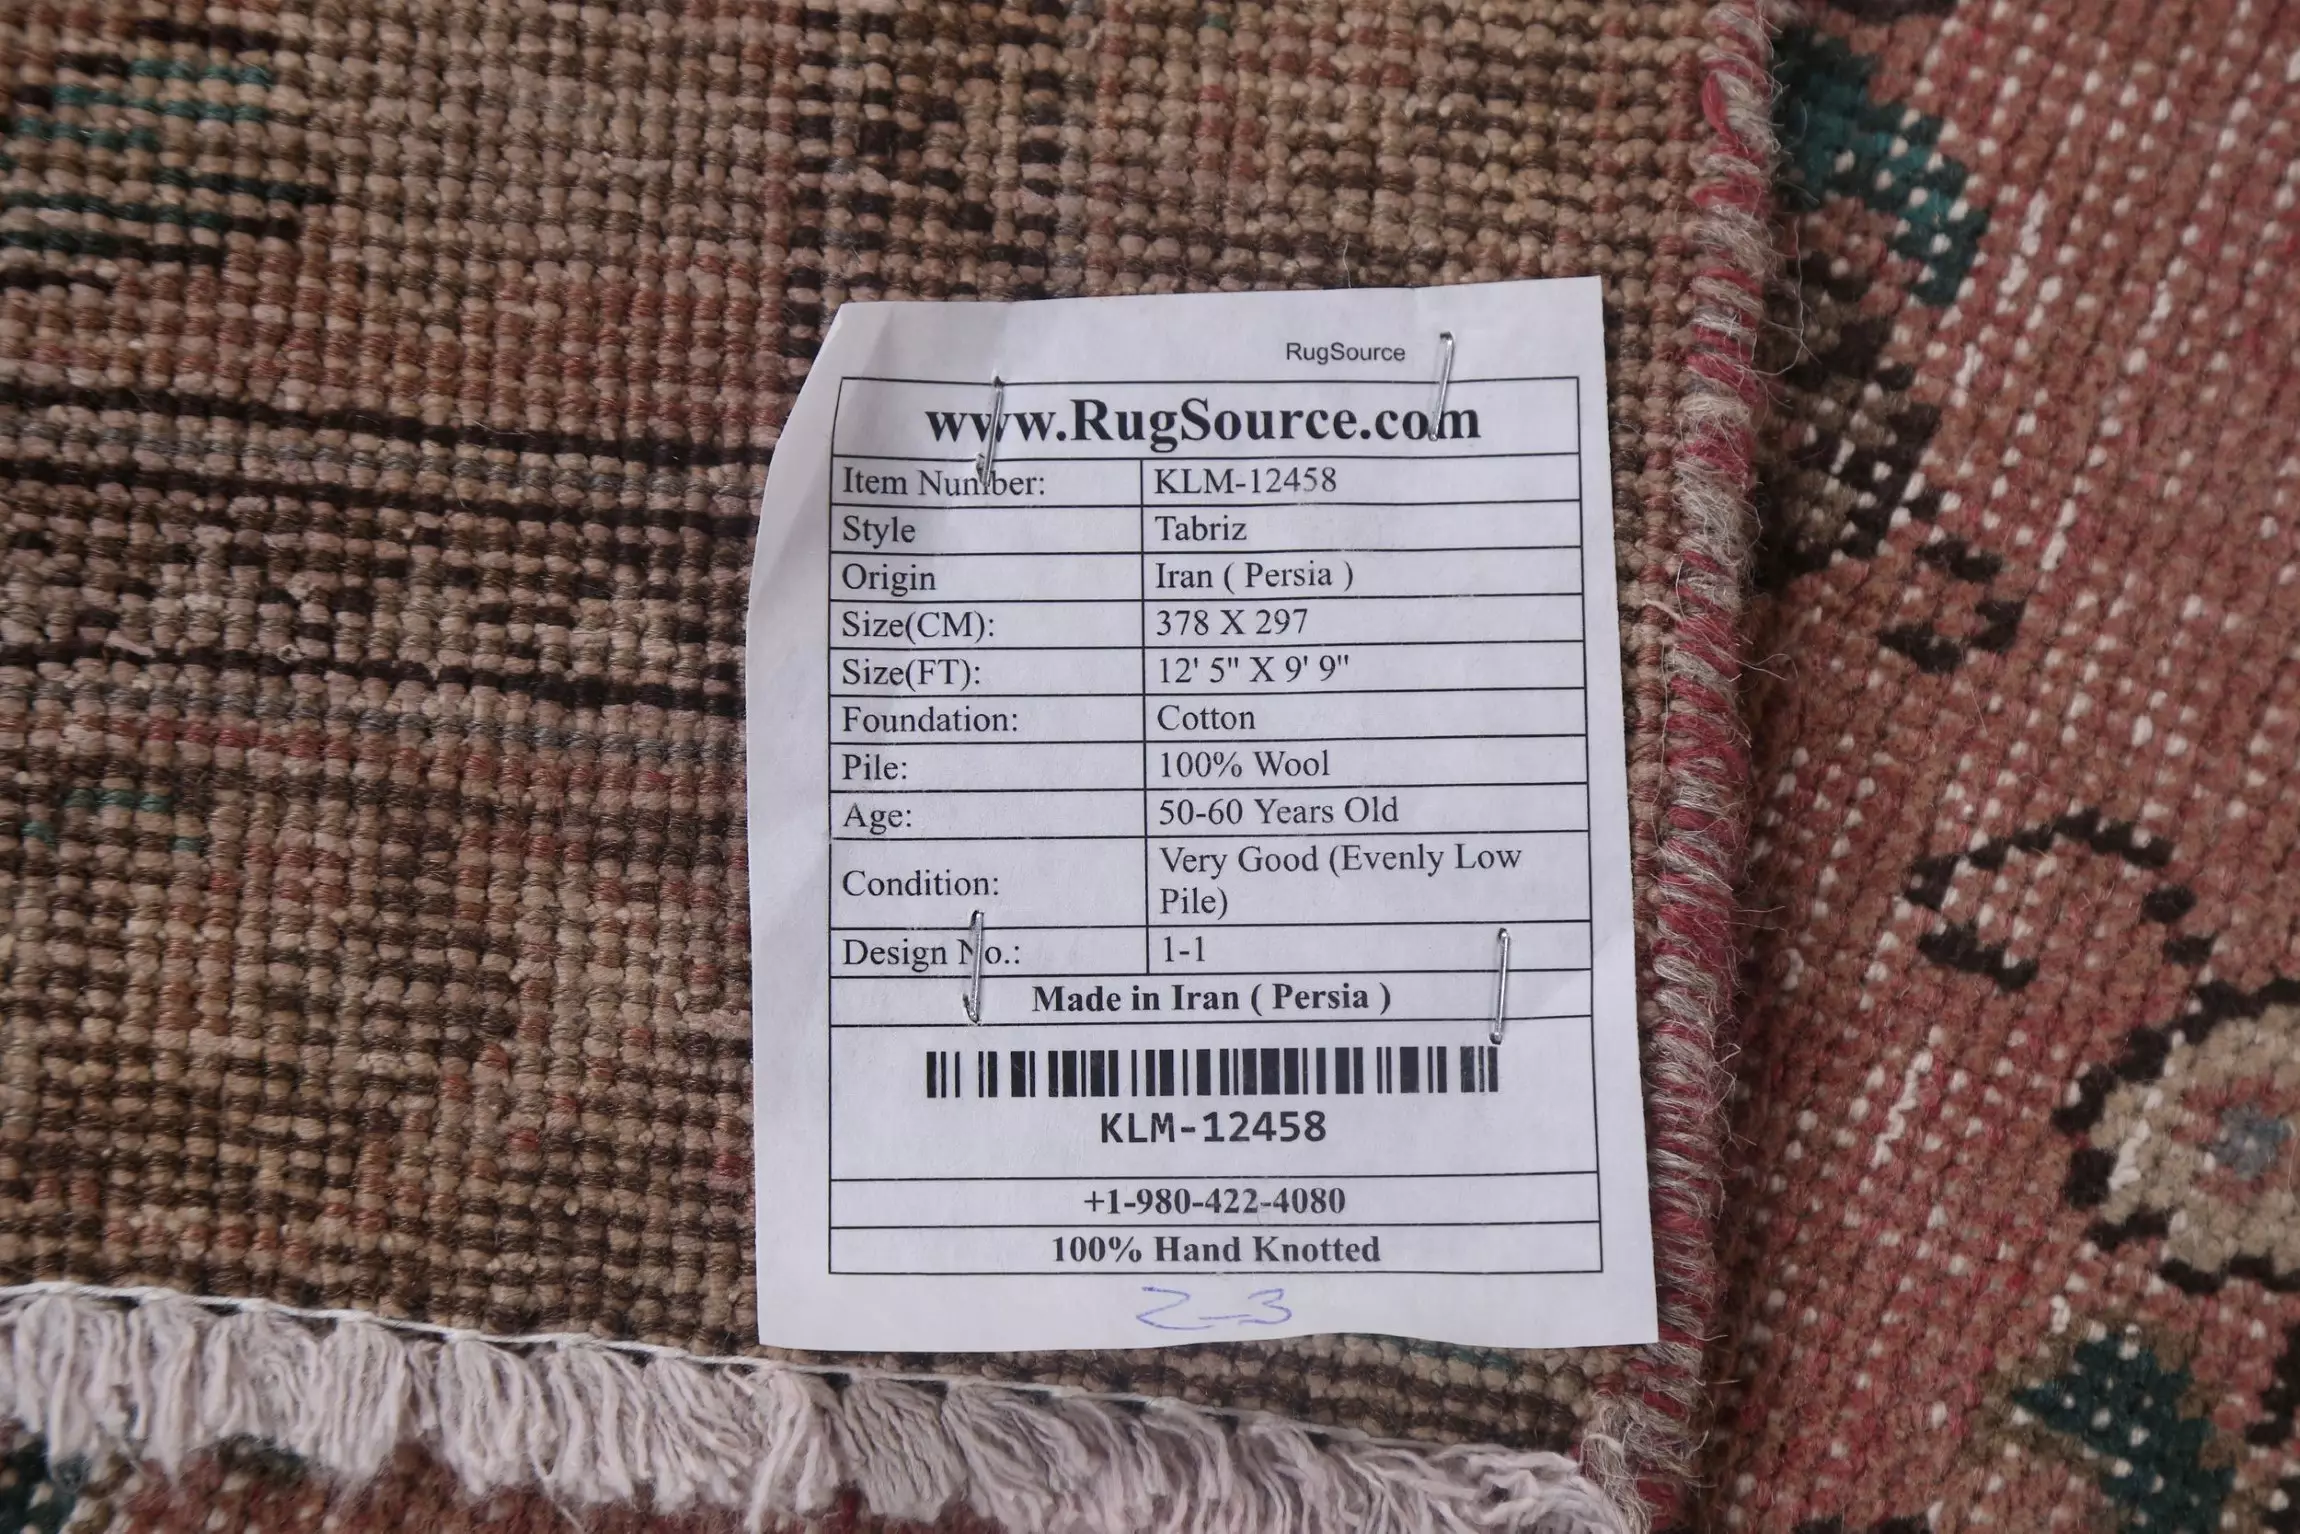 RugSource
www.RugSource.com
Item Number: KLM-12458
Style Tabriz
Origin Iran ( Persia )
Size(CM): 378 X 297
Size(FT): 12' 5" X 9' 9"
Foundation: Cotton
Pile: 100% Wool
Age: 50-60 Years Old
Condition: Very Good (Evenly Low
Pile)
Design No.: 1-1
Made in Iran ( Persia )
KLM-12458
+1-980-422-4080
100% Hand Knotted
2-3